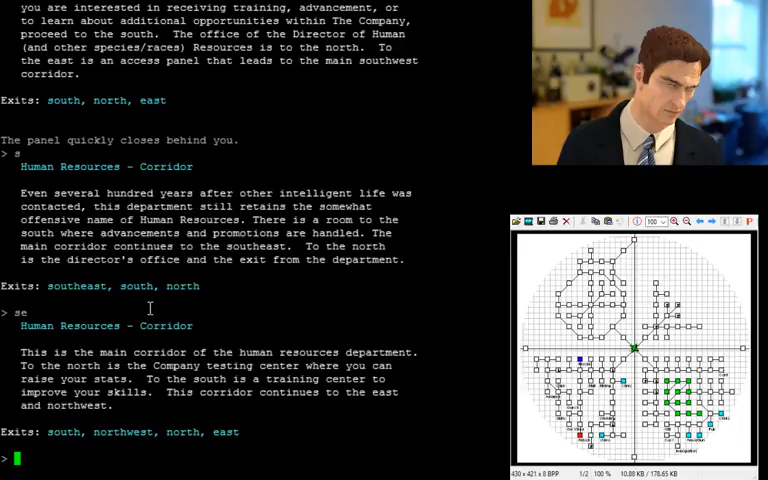 you are interested in receiving training, advancement, or
to learn about additional opportunities within The Company,
proceed to the south.  The office of the Director of Human
(and other species/races) Resources is to the north.  To
the east is an access panel that leads to the main southwest
corridor.
Exits: south, north, east
The panel quickly closes behind you.
> s
Human Resources - Corridor
Even several hundred years after other intelligent life was
contacted, this department still retains the somewhat
offensive name of Human Resources. There is a room to the
south where advancements and promotions are handled. The
main corridor continues to the southeast.  To the north
is the director's office and the exit from the department.
Exits: southeast, south, north
> se
Human Resources - Corridor
This is the main corridor of the human resources department.
To the north is the Company testing center where you can
raise your stats.  To the south is a training center to
improve your skills.  This corridor continues to the east
and northwest.
Exits: south, northwest, north, east
>
100
430 x 421 x 8 BPP
1/2
100 %
10.88 KB / 178.65 KB